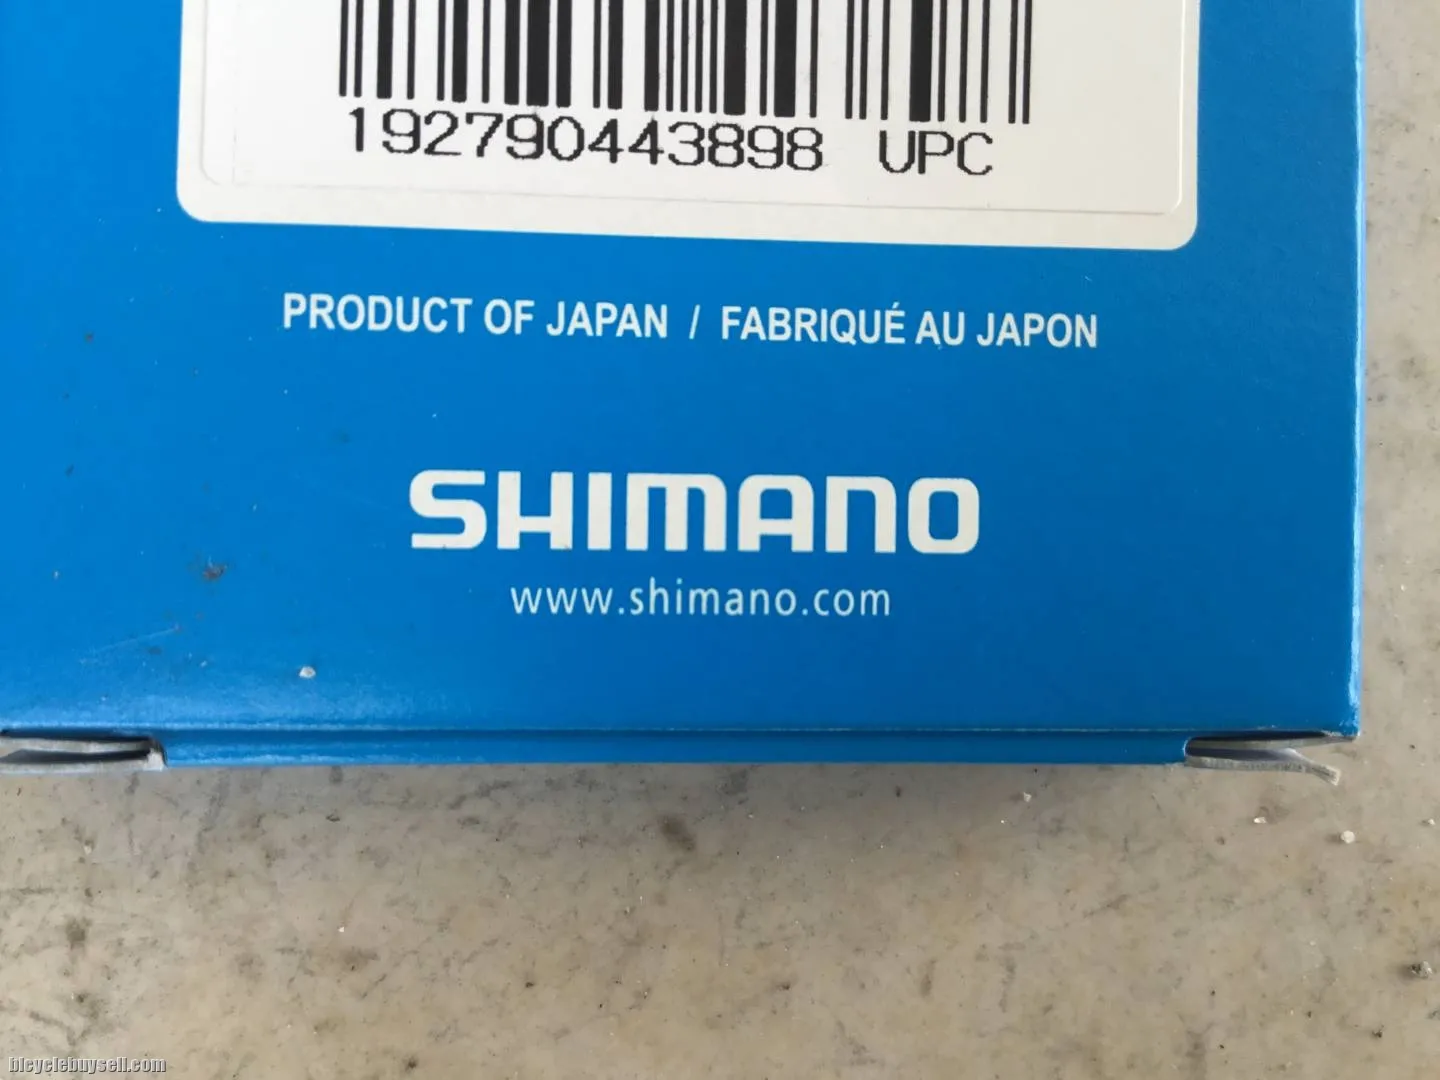 192790443898 UPC
PRODUCT OF JAPAN / FABRIQUÉ AU JAPON
SHIMANO
www.shimano.com
bicyclebuysell.com